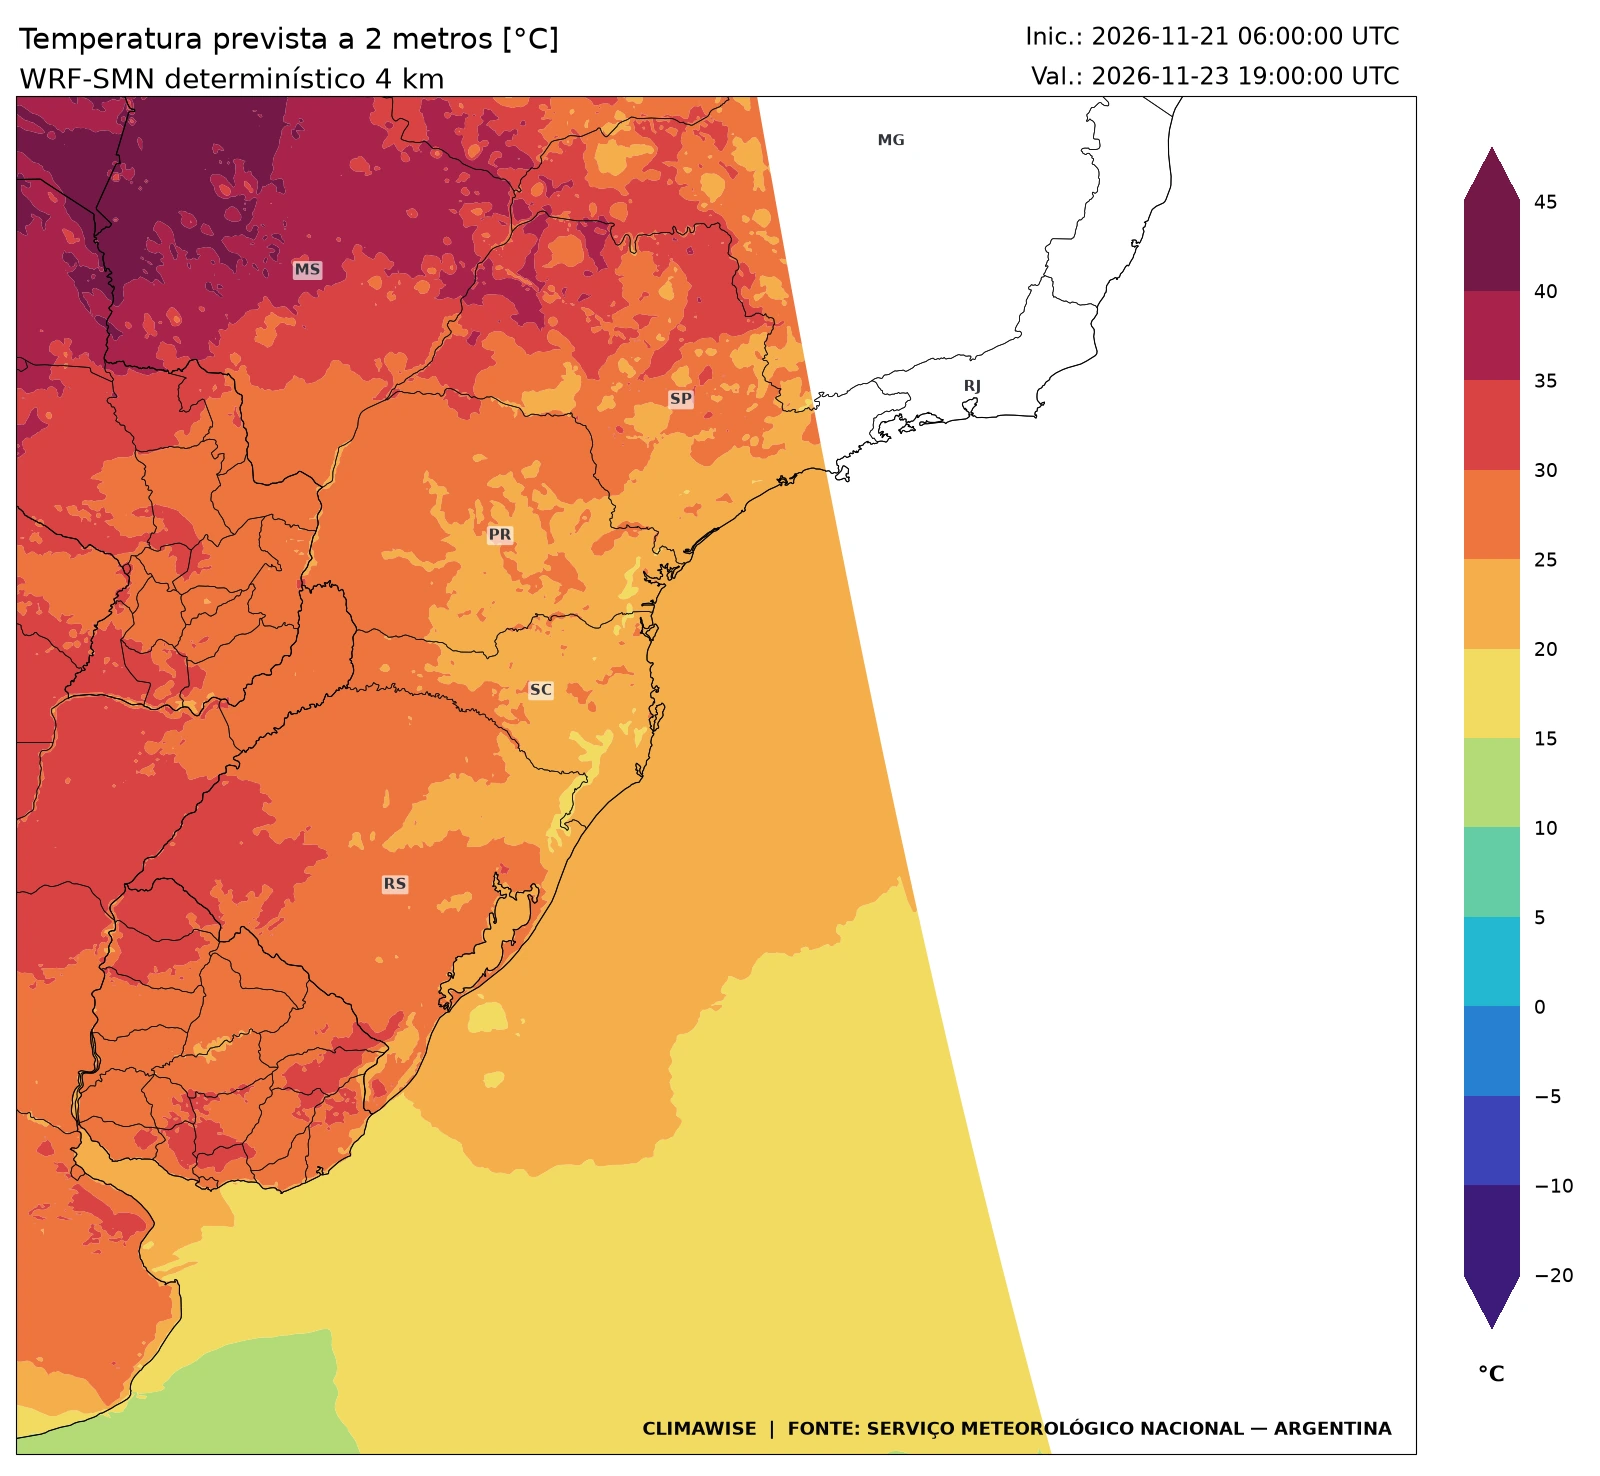 Temperatura prevista a 2 metros [°C]
WRF-SMN determinístico 4 km
Inic.: 2026-11-21 06:00:00 UTC
Val.: 2026-11-23 19:00:00 UTC
MG
MS
RJ
SP
PR
SC
RS
45
40
35
30
25
20
15
10
5
0
−5
−10
−20
°C
CLIMAWISE | FONTE: SERVIÇO METEOROLÓGICO NACIONAL — ARGENTINA